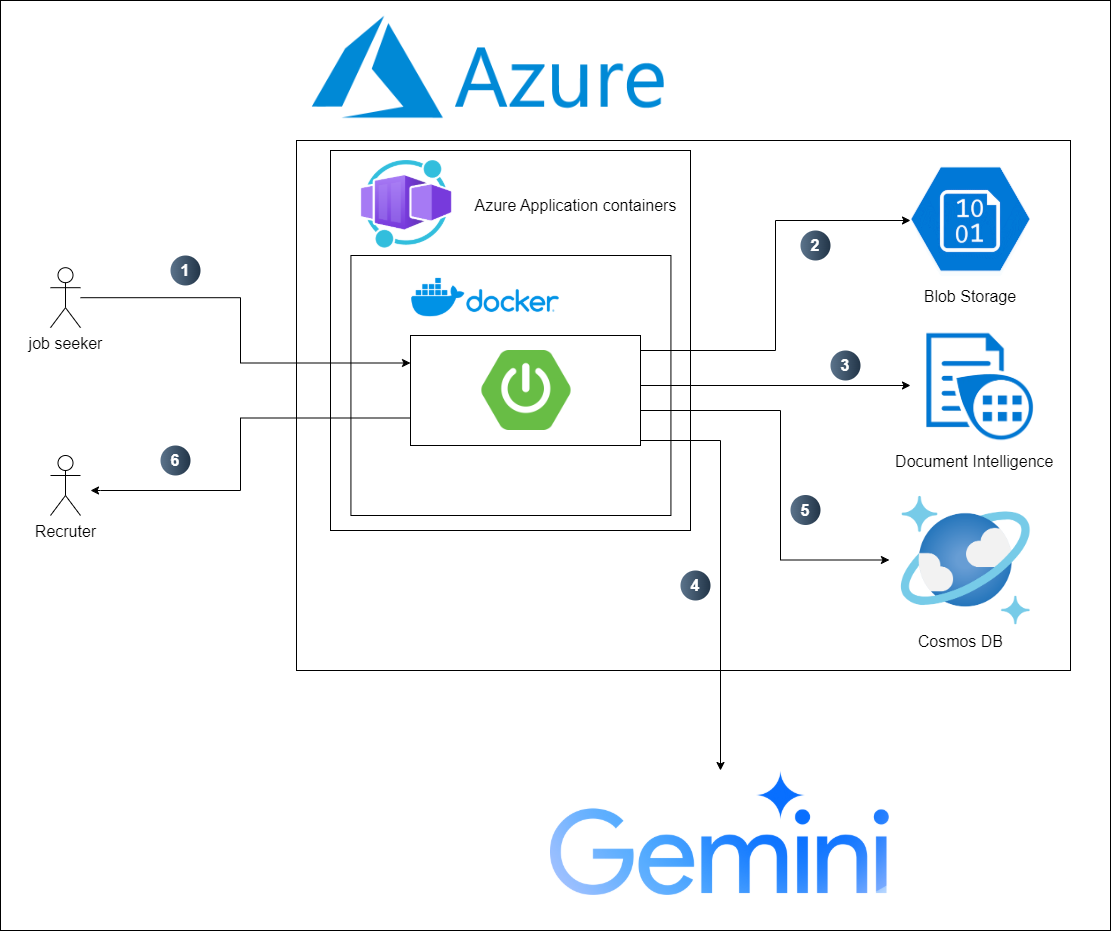 Azure
Azure Application containers
docker
1
job seeker
2
Blob Storage
3
Document Intelligence
6
Recruter
5
4
Cosmos DB
Gemini
10
01